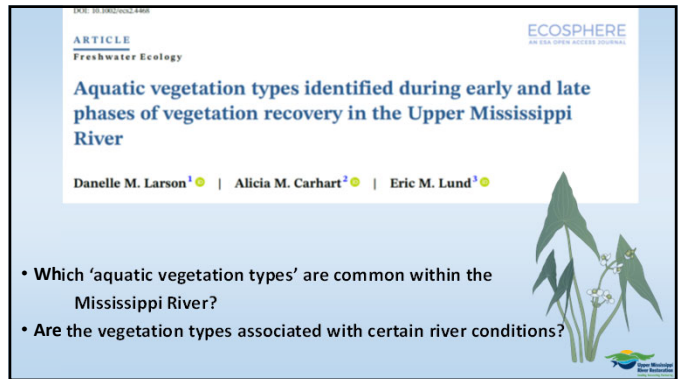 DOI: 10.1002/ecs2.4468
ECOSPHERE
AN ESA OPEN ACCESS JOURNAL
ARTICLE
Freshwater Ecology
Aquatic vegetation types identified during early and late
phases of vegetation recovery in the Upper Mississippi
River
Danelle M. Larson1 | Alicia M. Carhart2 | Eric M. Lund3
• Which ‘aquatic vegetation types’ are common within the
Mississippi River?
• Are the vegetation types associated with certain river conditions?
Upper Mississippi
River Restoration